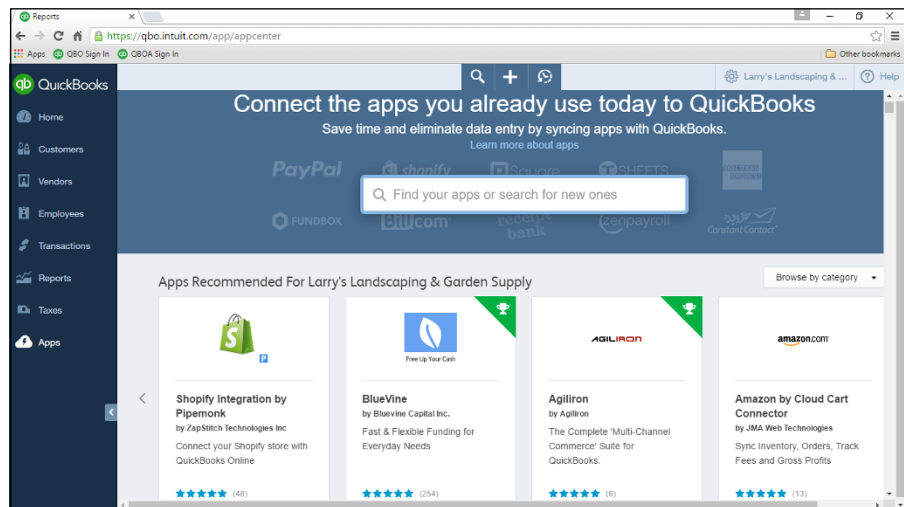 Reports
https://qbo.intuit.com/app/appcenter
Apps QBO Sign In QBOA Sign In Other bookmarks
qb QuickBooks
Larry's Landscaping & ... Help
Home
Customers
Vendors
Employees
Transactions
Reports
Taxes
Apps
Connect the apps you already use today to QuickBooks
Save time and eliminate data entry by syncing apps with QuickBooks.
Learn more about apps
PayPal shopify Square TSHEETS
Find your apps or search for new ones
FUNDBOX Bill.com receipt bank zenpayroll Constant Contact
Apps Recommended For Larry's Landscaping & Garden Supply
Browse by category
S
P
Shopify Integration by
Pipemonk
by ZapStitch Technologies Inc
Connect your Shopify store with
QuickBooks Online
(48)
Free Up Your Cash
BlueVine
by Bluevine Capital Inc.
Fast & Flexible Funding for
Everyday Needs
(254)
AGILIRON
Agiliron
by Agiliron
The Complete 'Multi-Channel
Commerce' Suite for
QuickBooks.
(6)
amazon.com
Amazon by Cloud Cart
Connector
by JMA Web Technologies
Sync Inventory, Orders, Track
Fees and Gross Profits
(13)